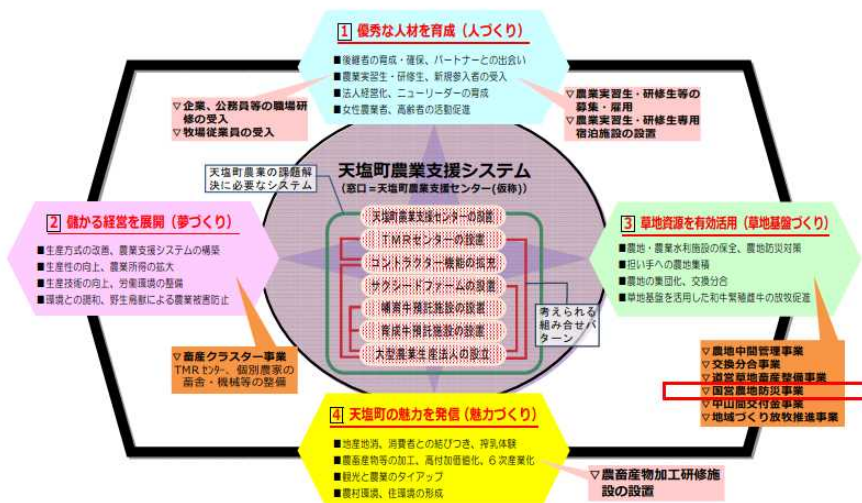 1 優秀な人材を育成（人づくり）
■後継者の育成・確保、パートナーとの出会い
■農業実習生・研修生、新規参入者の受入
■法人経営化、ニューリーダーの育成
■女性農業者、高齢者の活動促進
▽企業、公務員等の職場研
修の受入
▽牧場従業員の受入
▽農業実習生・研修生等の
募集・雇用
▽農業実習生・研修生専用
宿泊施設の設置
天塩町農業の課題解
決に必要なシステム
天塩町農業支援システム
（窓口＝天塩町農業支援センター(仮称)）
天塩町農業支援センターの設置
TMRセンターの設置
コントラクター機能の拡充
サクシードファームの設置
哺育牛預託施設の設置
育成牛預託施設の設置
大型農業生産法人の設立
考えられる
組み合せパ
ターン
2 儲かる経営を展開（夢づくり）
■生産方式の改善、農業支援システムの構築
■生産性の向上、農業所得の拡大
■生産技術の向上、労働環境の整備
■環境との調和、野生鳥獣による農業被害防止
▽畜産クラスター事業
TMRセンター、個別農家の
畜舎・機械等の整備
3 草地資源を有効活用（草地基盤づくり）
■農地・農業水利施設の保全、農地防災対策
■担い手への農地集積
■農地の集団化、交換分合
■草地基盤を活用した和牛繁殖雌牛の放牧促進
▽農地中間管理事業
▽交換分合事業
▽道営草地畜産整備事業
▽国営農地防災事業
▽中山間交付金事業
▽地域づくり放牧推進事業
4 天塩町の魅力を発信（魅力づくり）
■地産地消、消費者との結びつき、搾乳体験
■農畜産物等の加工、高付加価値化、６次産業化
■観光と農業のタイアップ
■農村環境、住環境の形成
▽農畜産物加工研修施
設の設置